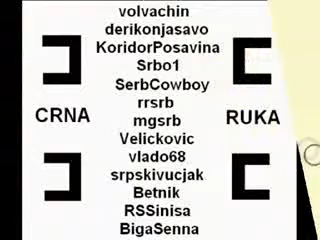 volvachin
derikonjasavo
KoridorPosavina
Srbo1
SerbCowboy
rrsrb
CRNA
mgsrb
RUKA
Velickovic
vlado68
srpskivucjak
Betnik
RSSinisa
BigaSenna